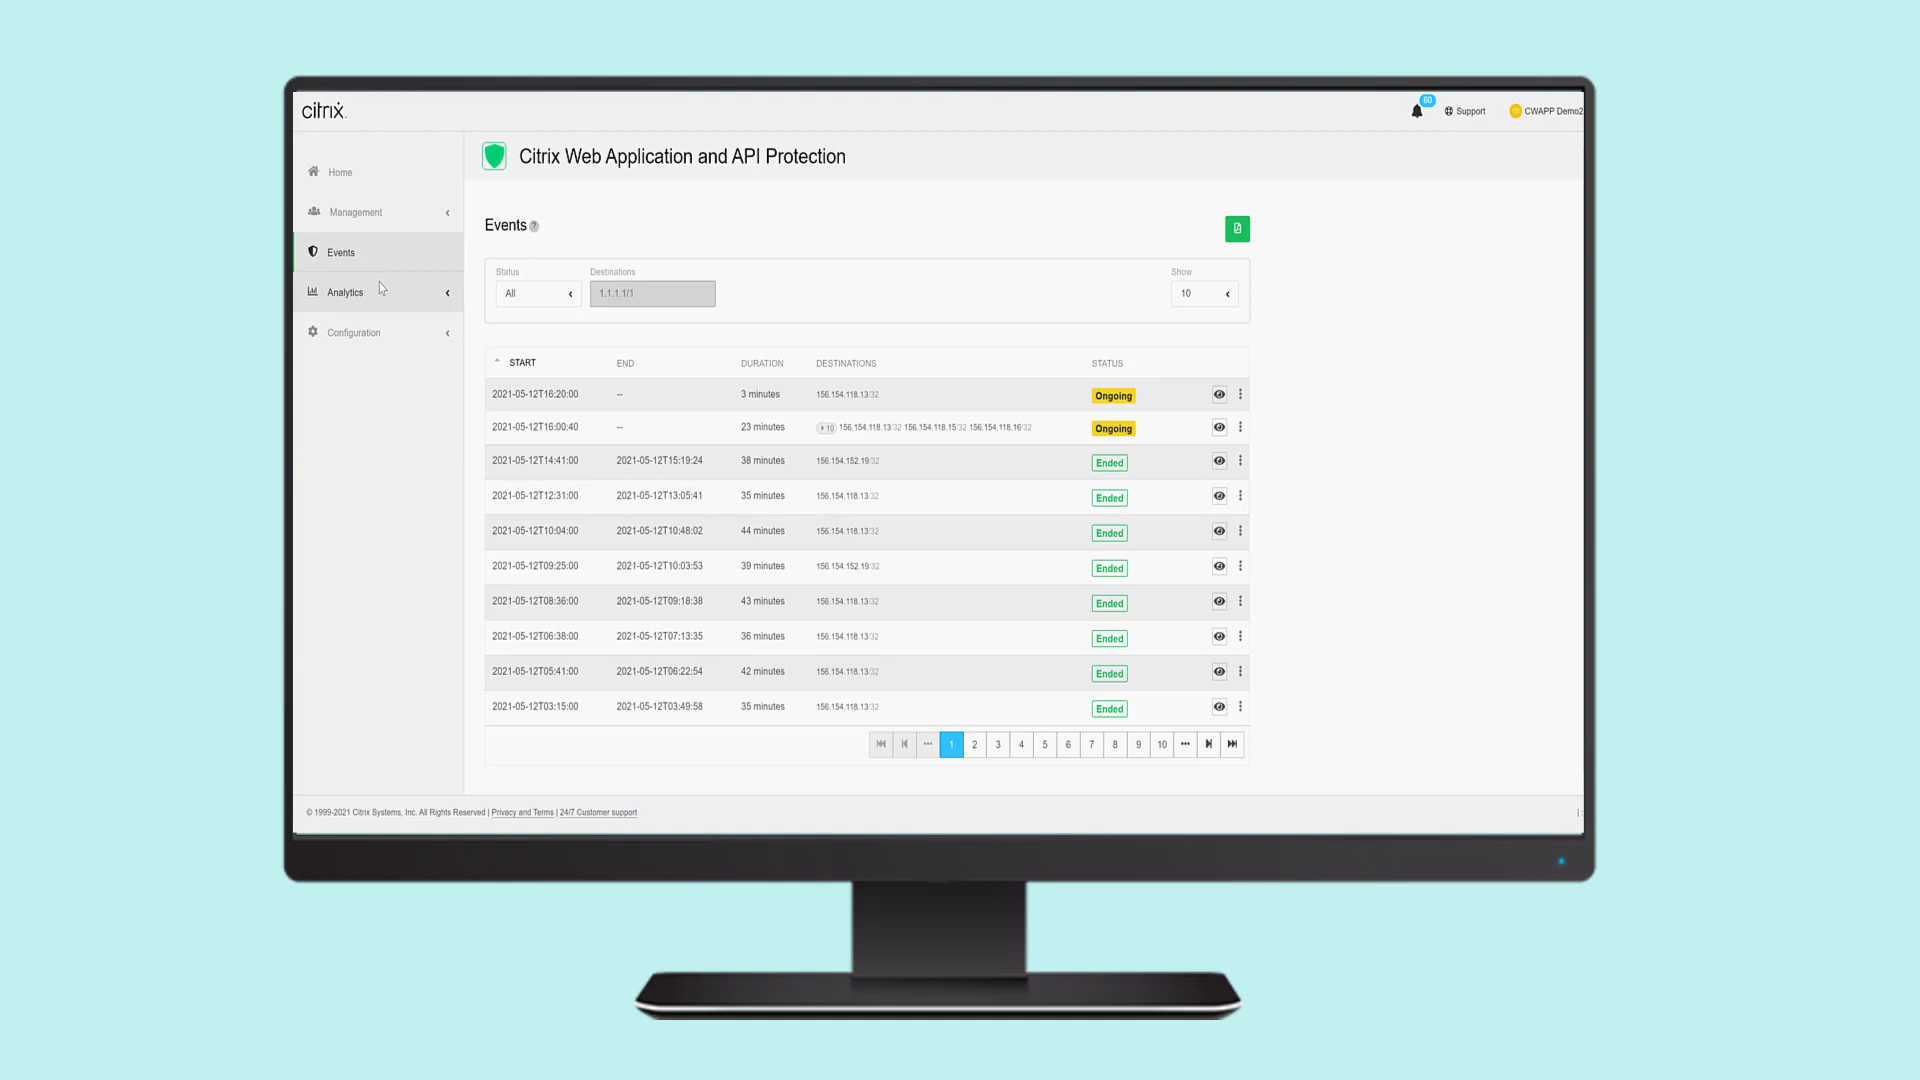 citrix.
60
Support
CWAPP Demo2
Home
Management
Events
Analytics
Configuration
Citrix Web Application and API Protection
Events ?
Status Destinations Show
All 1.1.1.1/1 10
START END DURATION DESTINATIONS STATUS
2021-05-12T16:20:00 -- 3 minutes 156.154.118.13/32 Ongoing
2021-05-12T16:00:40 -- 23 minutes 10 156.154.118.13/32 156.154.118.15/32 156.154.118.16/32 Ongoing
2021-05-12T14:41:00 2021-05-12T15:19:24 38 minutes 156.154.152.19/32 Ended
2021-05-12T12:31:00 2021-05-12T13:05:41 35 minutes 156.154.118.13/32 Ended
2021-05-12T10:04:00 2021-05-12T10:48:02 44 minutes 156.154.118.13/32 Ended
2021-05-12T09:25:00 2021-05-12T10:03:53 39 minutes 156.154.152.19/32 Ended
2021-05-12T08:36:00 2021-05-12T09:18:38 43 minutes 156.154.118.13/32 Ended
2021-05-12T06:38:00 2021-05-12T07:13:35 36 minutes 156.154.118.13/32 Ended
2021-05-12T05:41:00 2021-05-12T06:22:54 42 minutes 156.154.118.13/32 Ended
2021-05-12T03:15:00 2021-05-12T03:49:58 35 minutes 156.154.118.13/32 Ended
••• 1 2 3 4 5 6 7 8 9 10 •••
© 1999-2021 Citrix Systems, Inc. All Rights Reserved | Privacy and Terms | 24/7 Customer support